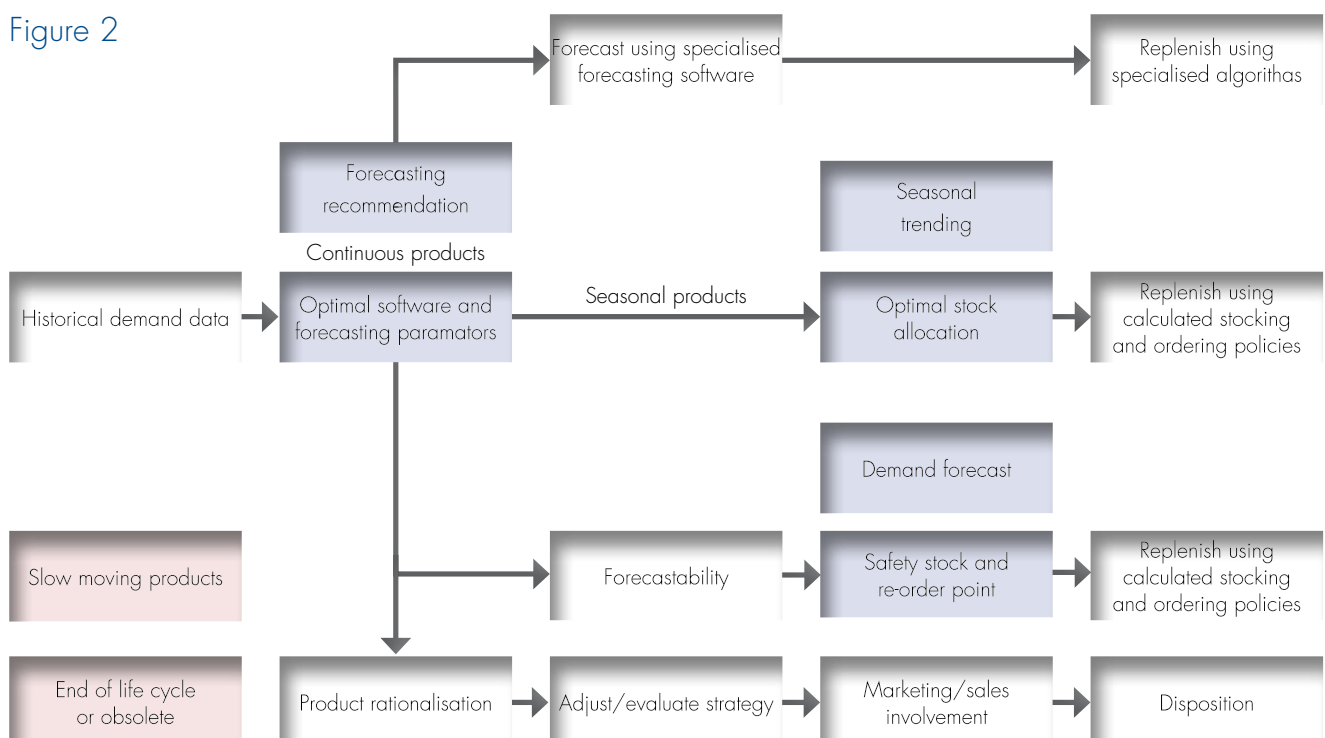 Figure 2
Forecast using specialised
forecasting software
Replenish using
specialised algorithas
Forecasting
recommendation
Seasonal
trending
Continuous products
Historical demand data
Optimal software and
forecasting paramators
Seasonal products
Optimal stock
allocation
Replenish using
calculated stocking
and ordering policies
Demand forecast
Slow moving products
Forecastability
Safety stock and
re-order point
Replenish using
calculated stocking
and ordering policies
End of life cycle
or obsolete
Product rationalisation
Adjust/evaluate strategy
Marketing/sales
involvement
Disposition